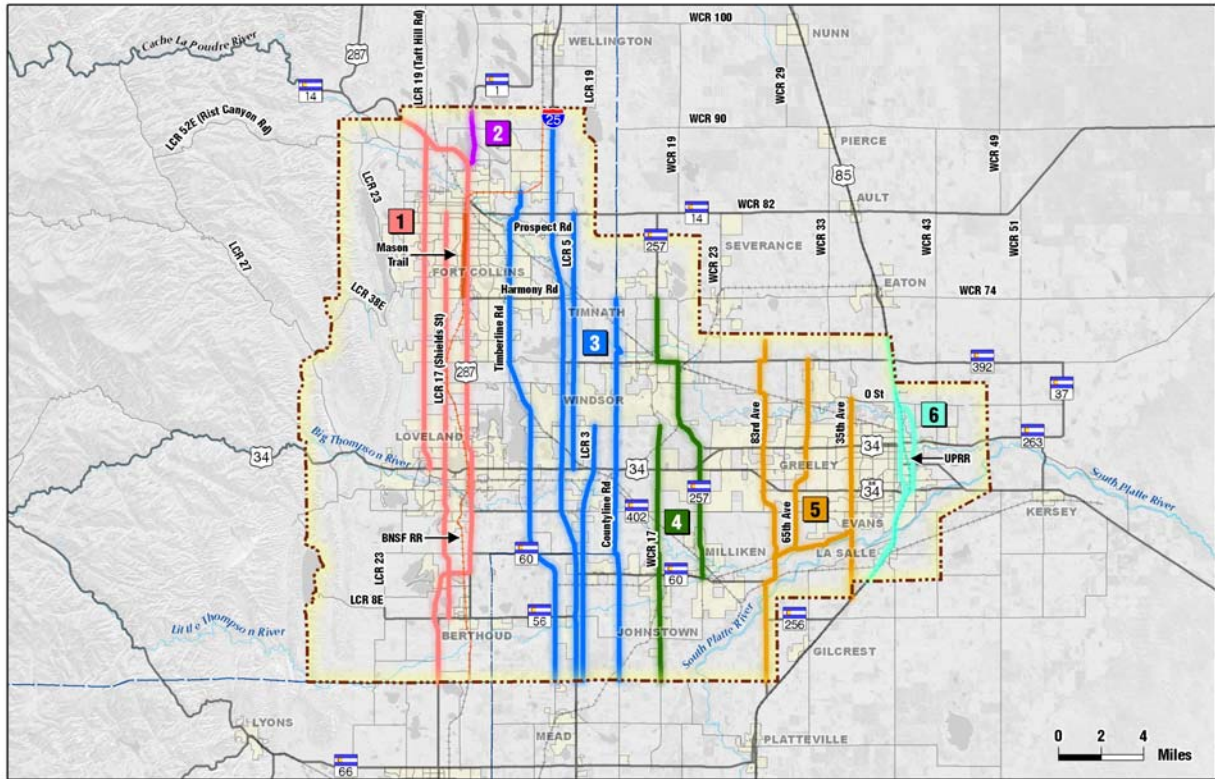 WCR 100
NUNN
WELLINGTON
Cache La Poudre River
287
LCR 19 (Taft Hill Rd)
LCR 19
WCR 29
14
1
25
WCR 90
LCR 52E (Rist Canyon Rd)
2
WCR 19
PIERCE
WCR 49
85
LCR 23
AULT
WCR 82
14
1
Prospect Rd
LCR 5
257
SEVERANCE
WCR 33
WCR 43
WCR 51
Mason
Trail
FORT COLLINS
WCR 23
LCR 27
LCR 38E
Harmony Rd
EATON
WCR 74
TIMNATH
Timberline Rd
LCR 17 (Shields St)
3
287
392
37
O St
WINDSOR
83rd Ave
35th Ave
6
LOVELAND
LCR 3
34
263
Big Thompson River
34
34
GREELEY
UPRR
34
South Platte River
257
Countyline Rd
402
65th Ave
5
KERSEY
4
EVANS
BNSF RR
WCR 17
MILLIKEN
LA SALLE
LCR 23
60
60
LCR 8E
56
256
Little Thompson River
BERTHOUD
JOHNSTOWN
South Platte River
GILCREST
LYONS
MEAD
PLATTEVILLE
0 2 4
Miles
66